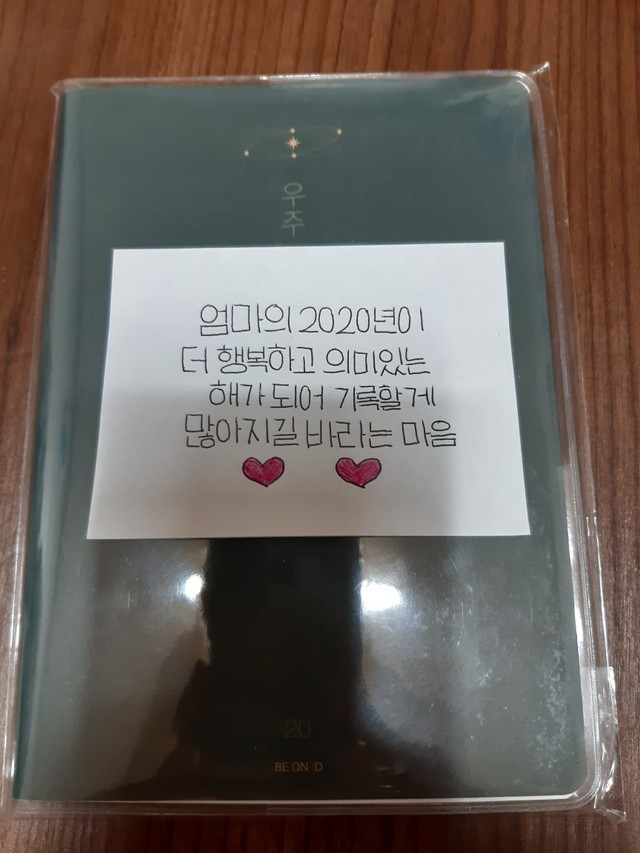 우주
엄마의 2020년이
더 행복하고 의미있는
해가 되어 기록할게
많아지길 바라는 마음
20
BE ON :D